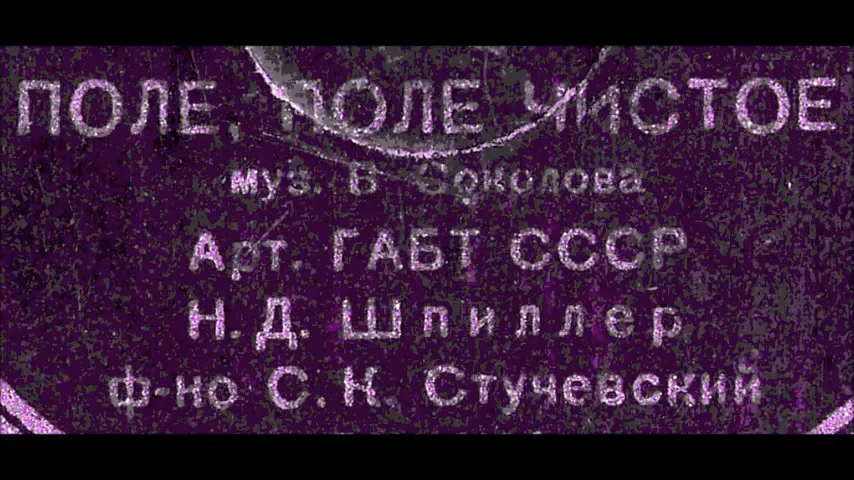 ПОЛЕ, ПОЛЕ ЧИСТОЕ
муз. В Соколова
Арт. ГАБТ СССР
Н. Д. Шпиллер
ф-но С. К. Стучевский